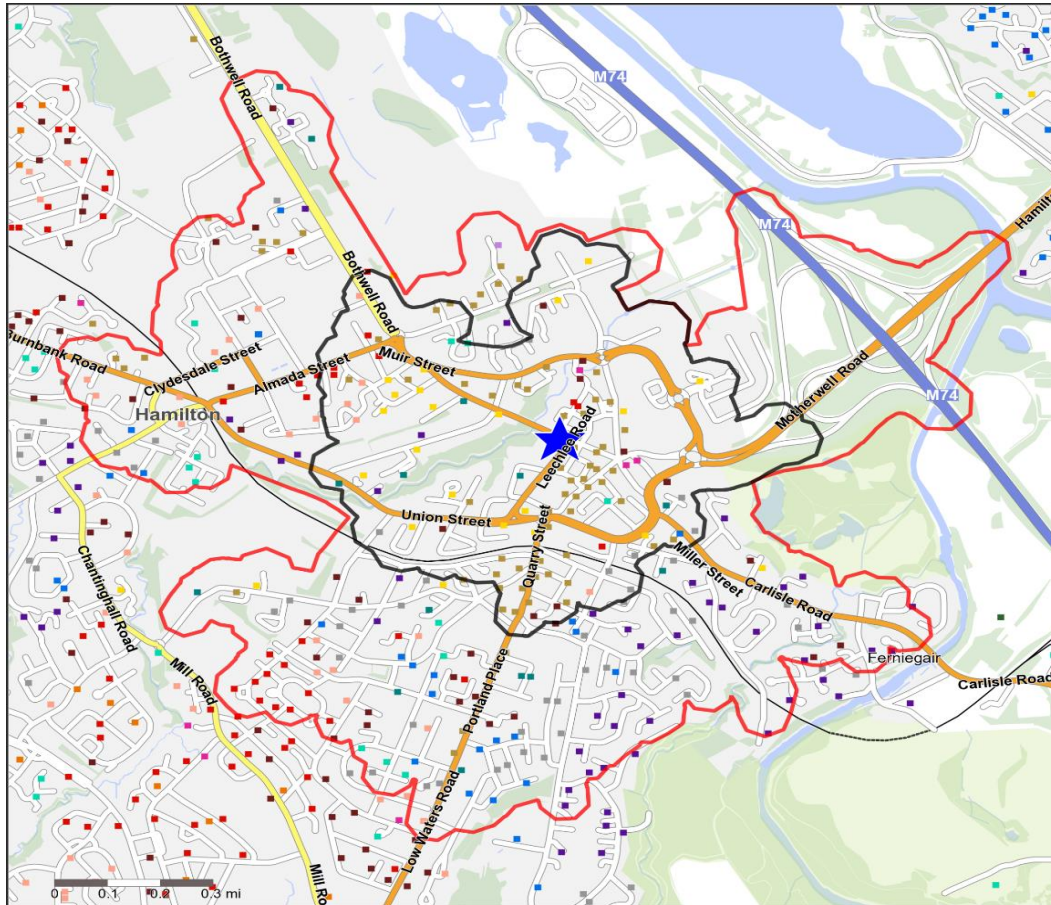 Bothwell Road
M74
M74
Hamilt
Bothwell Road
Burnbank Road
Clydesdale Street
Almada Street
Muir Street
Hamilton
Motherwell Road
M74
Leechlee Road
Union Street
Quarry Street
Chantinghall Road
Miller Street
Carlisle Road
Mill Road
Portland Place
Ferniegair
Carlisle Road
Low Waters Road
Mill Ro
0 0.1 0.2 0.3 mi